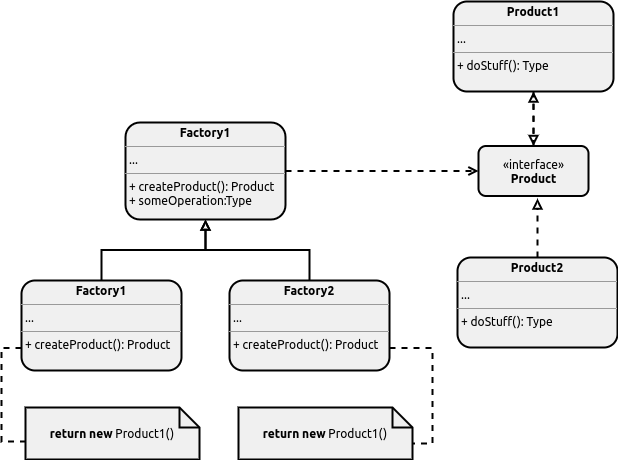 Product1
...
+ doStuff(): Type
Factory1
...
+ createProduct(): Product
+ someOperation:Type
«interface»
Product
Factory1
...
+ createProduct(): Product
Factory2
...
+ createProduct(): Product
Product2
...
+ doStuff(): Type
return new Product1()
return new Product1()